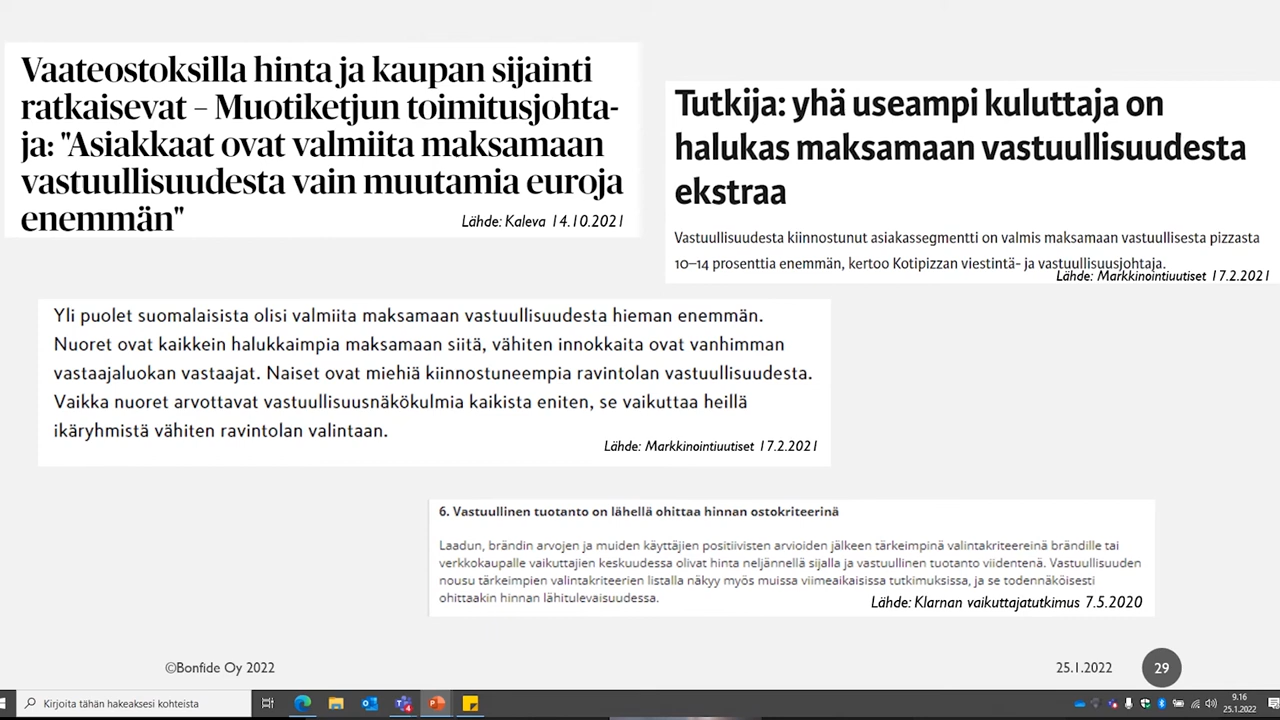 Vaateostoksilla hinta ja kaupan sijainti
ratkaisevat – Muotiketjun toimitusjohta-
ja: "Asiakkaat ovat valmiita maksamaan
vastuullisuudesta vain muutamia euroja
enemmän"
Lähde: Kaleva 14.10.2021
Tutkija: yhä useampi kuluttaja on
halukas maksamaan vastuullisuudesta
ekstraa
Vastuullisuudesta kiinnostunut asiakassegmentti on valmis maksamaan vastuullisesta pizzasta
10–14 prosenttia enemmän, kertoo Kotipizzan viestintä- ja vastuullisuusjohtaja.
Lähde: Markkinointiuutiset 17.2.2021
Yli puolet suomalaisista olisi valmiita maksamaan vastuullisuudesta hieman enemmän.
Nuoret ovat kaikkein halukkaimpia maksamaan siitä, vähiten innokkaita ovat vanhimman
vastaajaluokan vastaajat. Naiset ovat miehiä kiinnostuneempia ravintolan vastuullisuudesta.
Vaikka nuoret arvottavat vastuullisuusnäkökulmia kaikista eniten, se vaikuttaa heillä
ikäryhmistä vähiten ravintolan valintaan.
Lähde: Markkinointiuutiset 17.2.2021
6. Vastuullinen tuotanto on lähellä ohittaa hinnan ostokriteerinä
Laadun, brändin arvojen ja muiden käyttäjien positiivisten arvioiden jälkeen tärkeimpinä valintakriteereinä brändille tai
verkkokaupalle vaikuttajien keskuudessa olivat hinta neljännellä sijalla ja vastuullinen tuotanto viidentenä. Vastuullisuuden
nousu tärkeimpien valintakriteerien listalla näkyy myös muissa viimeaikaisissa tutkimuksissa, ja se todennäköisesti
ohittaakin hinnan lähitulevaisuudessa.
Lähde: Klarnan vaikuttajatutkimus 7.5.2020
©Bonfide Oy 2022
25.1.2022
29
Kirjoita tähän hakeaksesi kohteista
9.16
25.1.2022